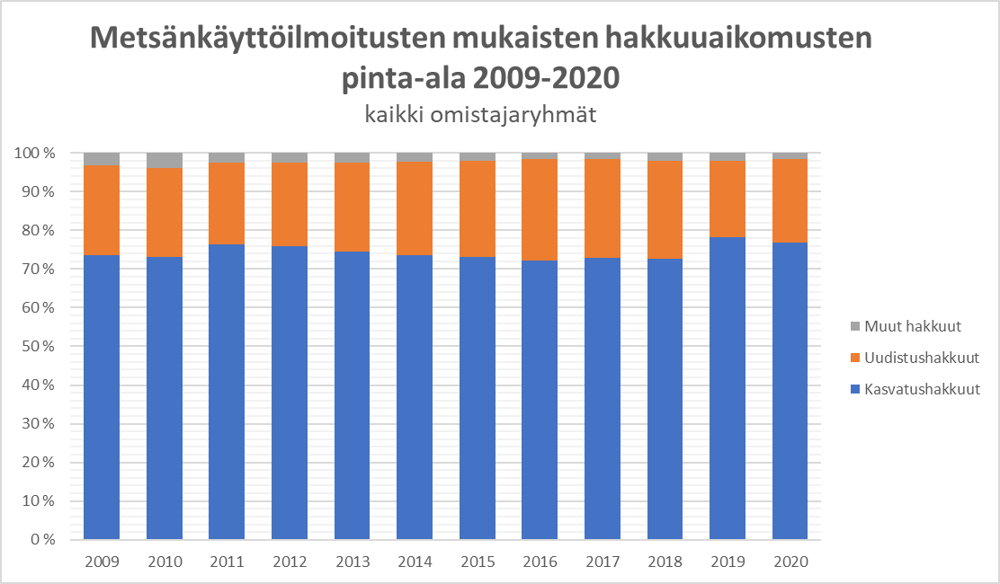 Metsänkäyttöilmoitusten mukaisten hakkuuaikomusten
pinta-ala 2009-2020
kaikki omistajaryhmät
100 %
90 %
80 %
70 %
60 %
50 %
40 %
30 %
20 %
10 %
0 %
2009 2010 2011 2012 2013 2014 2015 2016 2017 2018 2019 2020
Muut hakkuut
Uudistushakkuut
Kasvatushakkuut